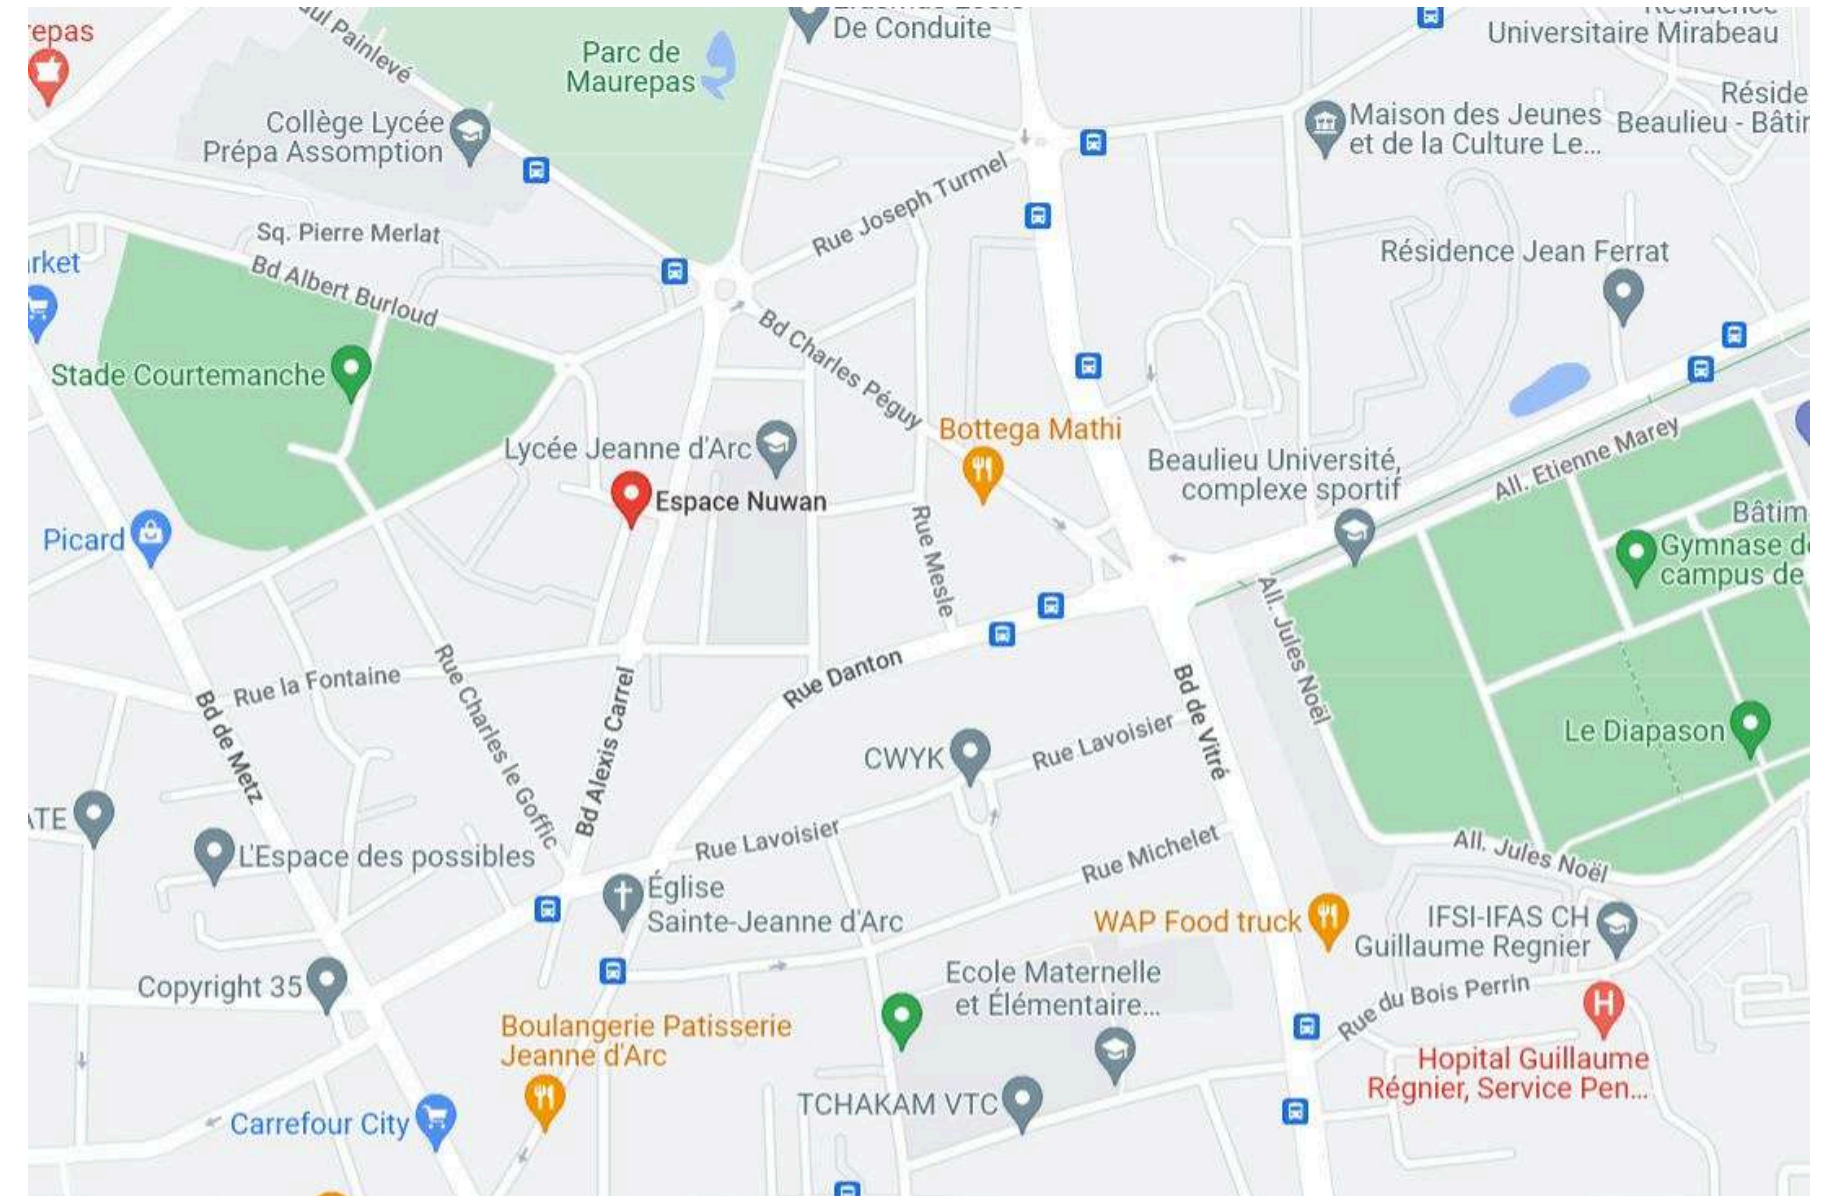 Paul Painlevé
De Conduite
Parc de
Maurepas
Universitaire Mirabeau
Collège Lycée
Prépa Assomption
Maison des Jeunes
et de la Culture Le...
Beaulieu - Bâtir
Rue Joseph Turmel
Sq. Pierre Merlat
Bd Albert Burloud
Résidence Jean Ferrat
Stade Courtemanche
Bd Charles Péguy
Bottega Mathi
Lycée Jeanne d'Arc
Espace Nuwan
Beaulieu Université,
complexe sportif
All. Etienne Marey
Picard
Rue Mesle
Gymnase de
campus de
All. Jules Noël
Rue la Fontaine
Rue Charles le Goffic
Rue Danton
Bd de Metz
Bd Alexis Carrel
Bd de Vitré
Rue Lavoisier
CWYK
Le Diapason
Rue Lavoisier
Rue Michelet
L'Espace des possibles
All. Jules Noël
Église
Sainte-Jeanne d'Arc
WAP Food truck
IFSI-IFAS CH
Guillaume Regnier
Copyright 35
Ecole Maternelle
et Élémentaire...
Rue du Bois Perrin
Boulangerie Patisserie
Jeanne d'Arc
Hopital Guillaume
Régnier, Service Pen...
H
TCHAKAM VTC
Carrefour City